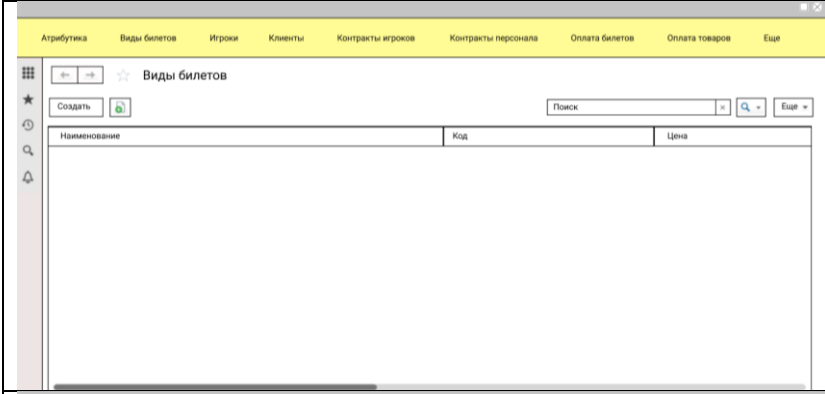 Атрибутика Виды билетов Игроки Клиенты Контракты игроков Контракты персонала Оплата билетов Оплата товаров Еще
Виды билетов
Создать Поиск Еще
Наименование Код Цена